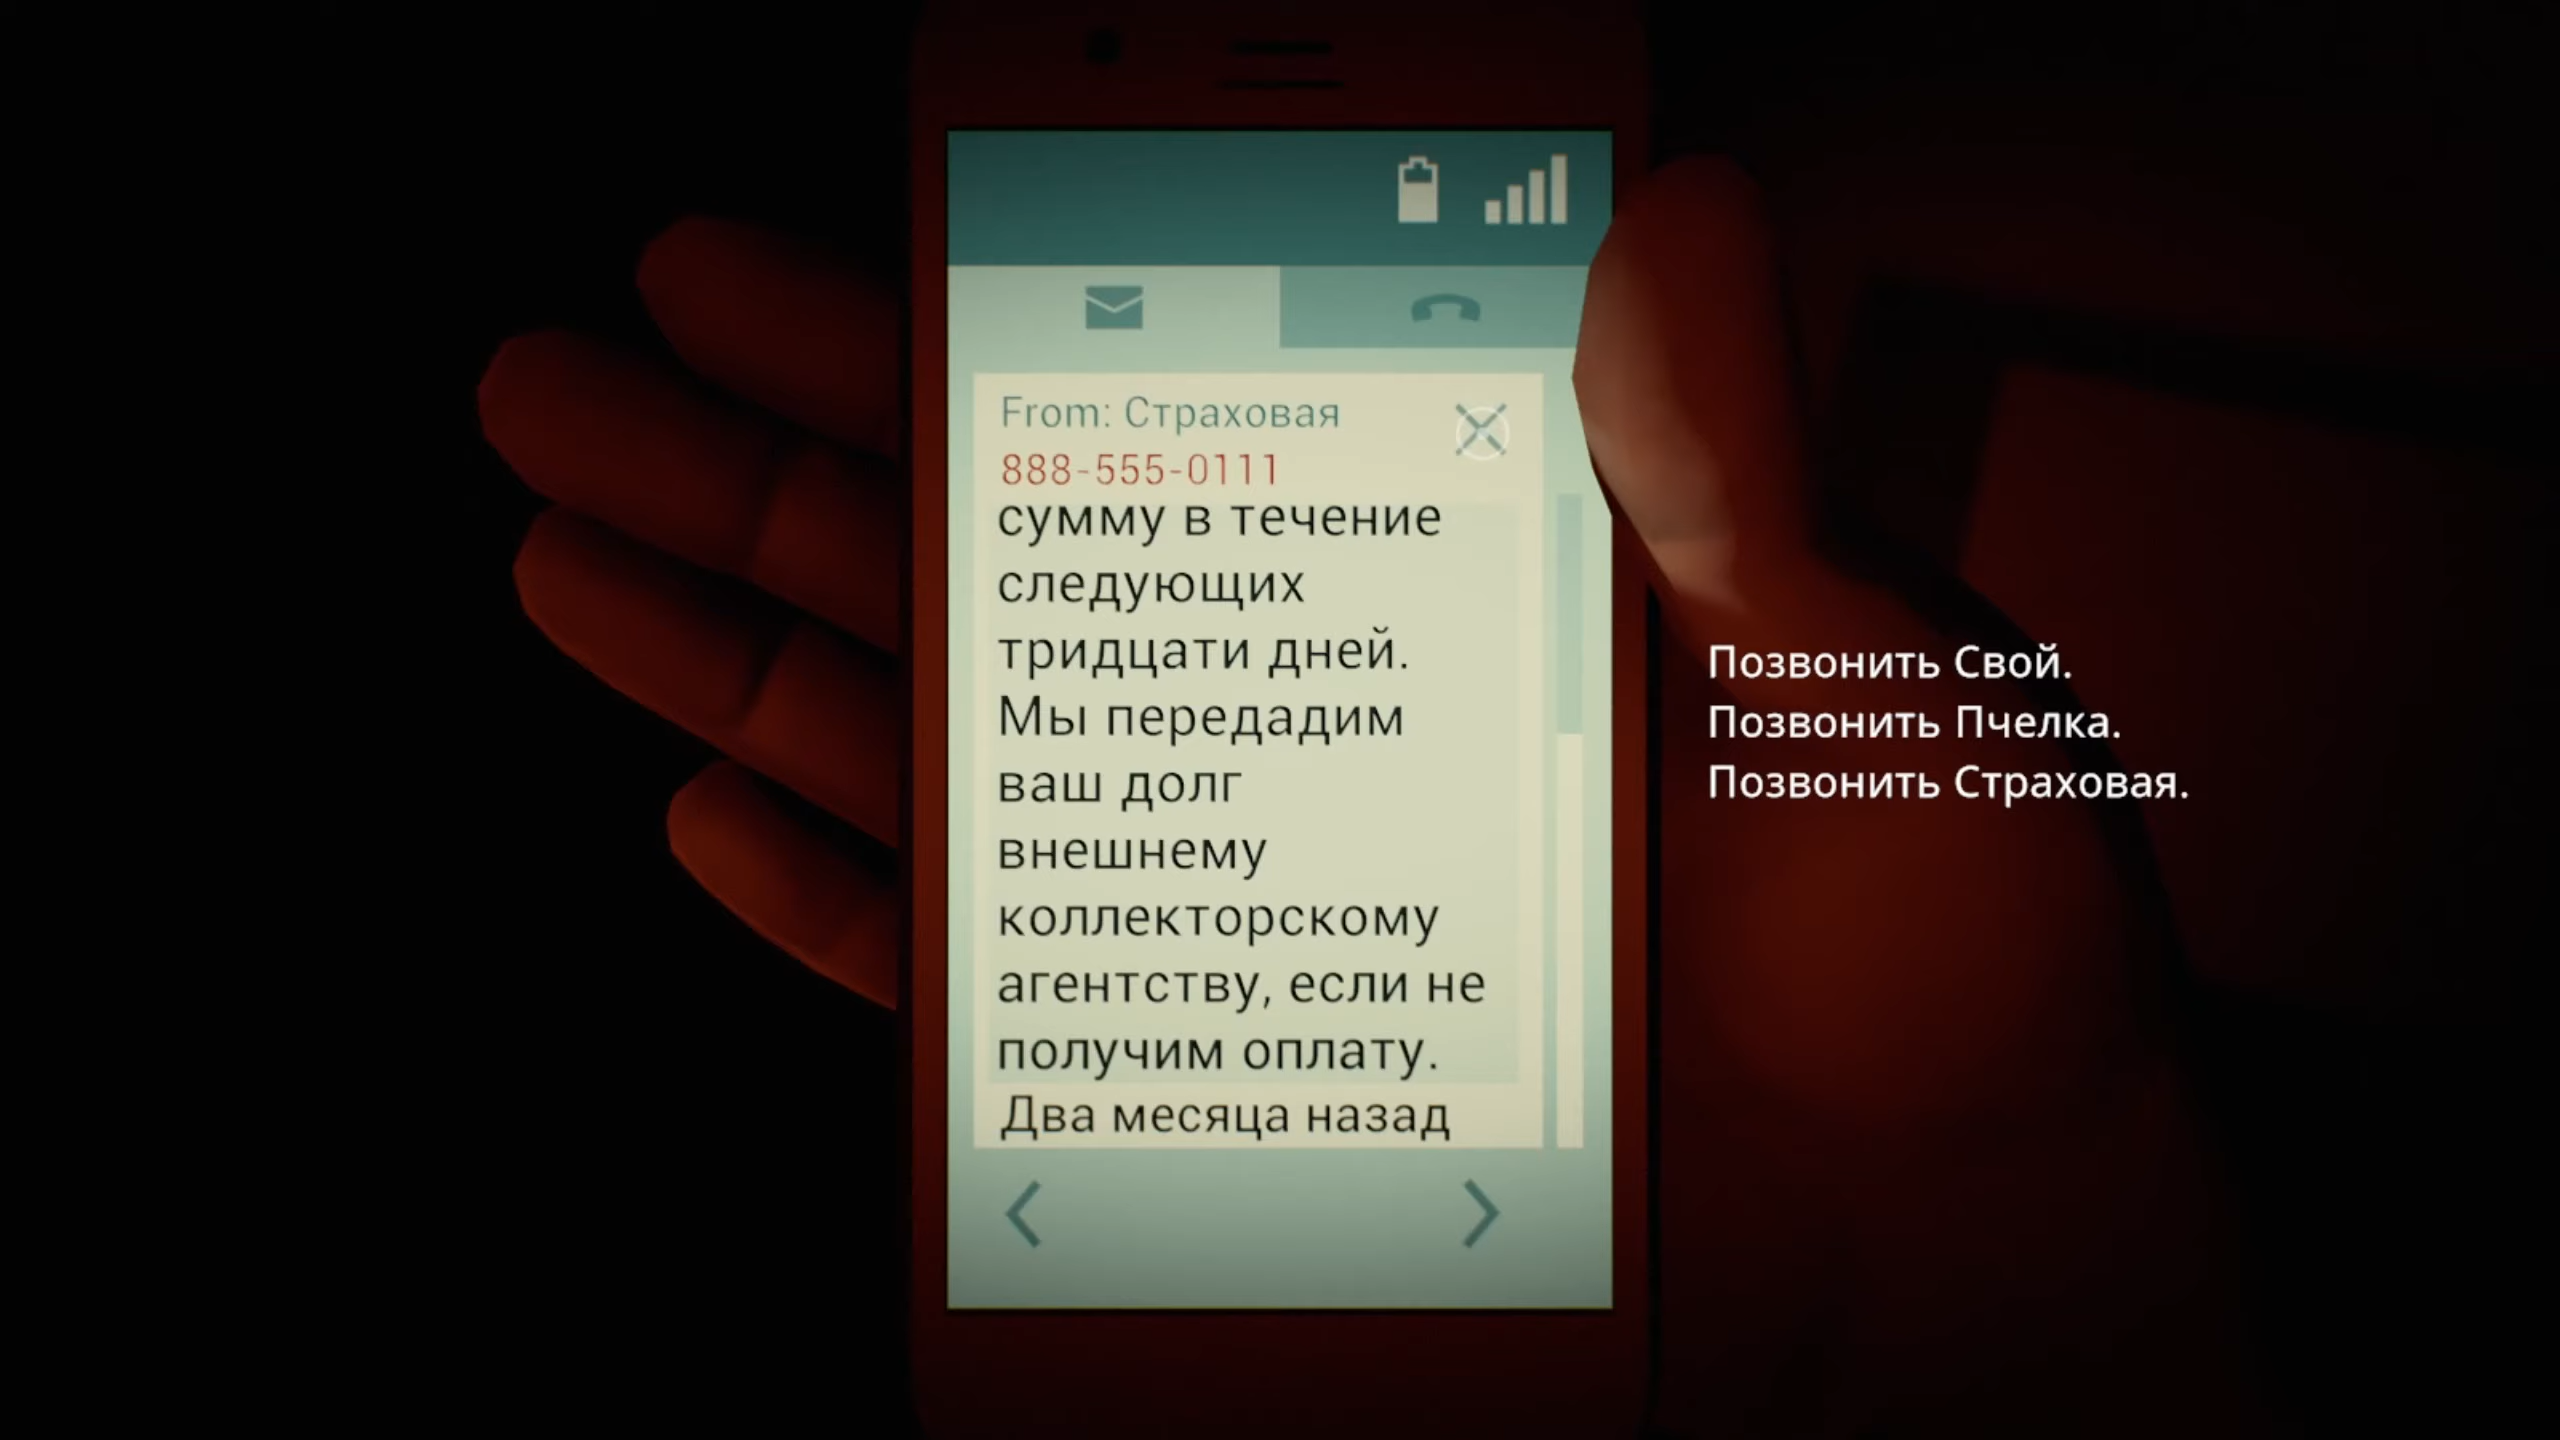 From: Страховая
888-555-0111
сумму в течение
следующих
тридцати дней.
Мы передадим
ваш долг
внешнему
коллекторскому
агентству, если не
получим оплату.
Два месяца назад
Позвонить Свой.
Позвонить Пчелка.
Позвонить Страховая.